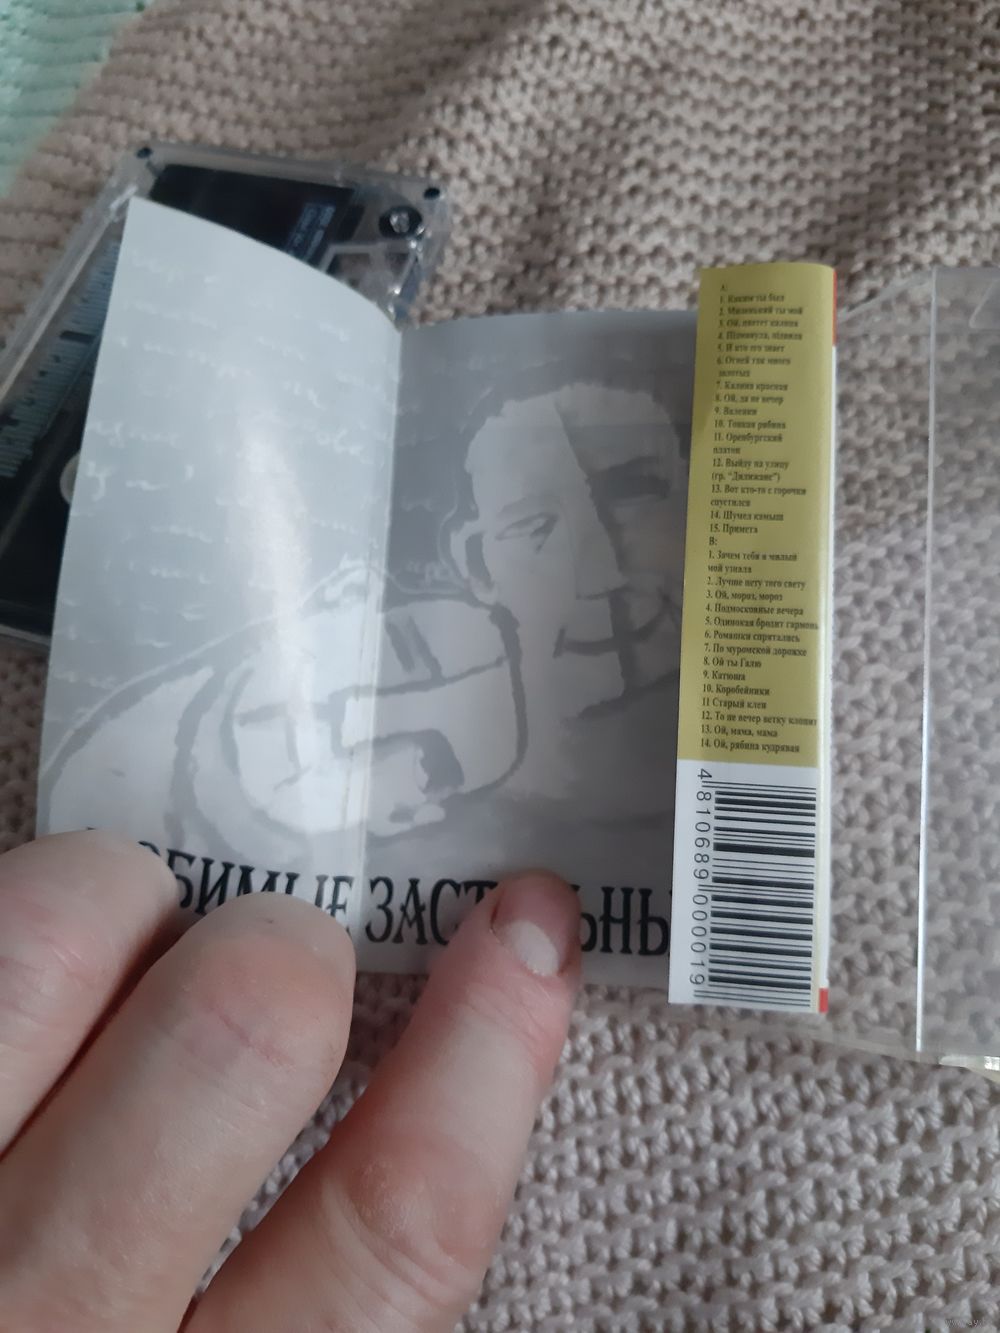 ОБИМЫЕ ЗАСТ ЬНЫ
А:
1. Каким ты был
2. Миленький ты мой
3. Ой, цветет калина
4. Підманула, підвела
5. И кто его знает
6. Огней так много
золотых
7. Калина красная
8. Ой, да не вечер
9. Валенки
10. Тонкая рябина
11. Оренбургский
платок
12. Выйду на улицу
(гр. "Дилижанс")
13. Вот кто-то с горочки
спустился
14. Шумел камыш
15. Примета
В:
1. Зачем тебя я милый
мой узнала
2. Лучше нету того свету
3. Ой, мороз, мороз
4. Подмосковные вечера
5. Одинокая бродит гармонь
6. Ромашки спрятались
7. По муромской дорожке
8. Ой ты Галю
9. Катюша
10. Коробейники
11 Старый клен
12. То не вечер ветку клонит
13. Ой, мама, мама
14. Ой, рябина кудрявая
4 810689 000019